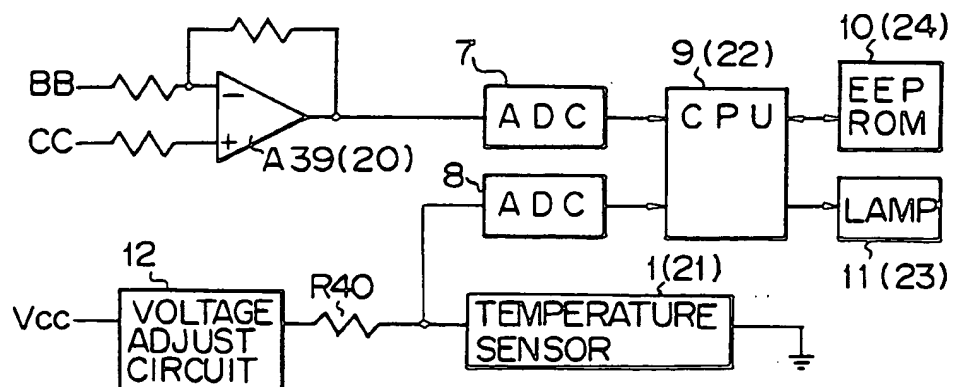 10(24)
7
9(22)
BB
−
ADC
CPU
EEP
ROM
CC
+
A39(20)
8
ADC
LAMP
12
1(21)
11(23)
R40
Vcc
VOLTAGE
ADJUST
CIRCUIT
TEMPERATURE
SENSOR